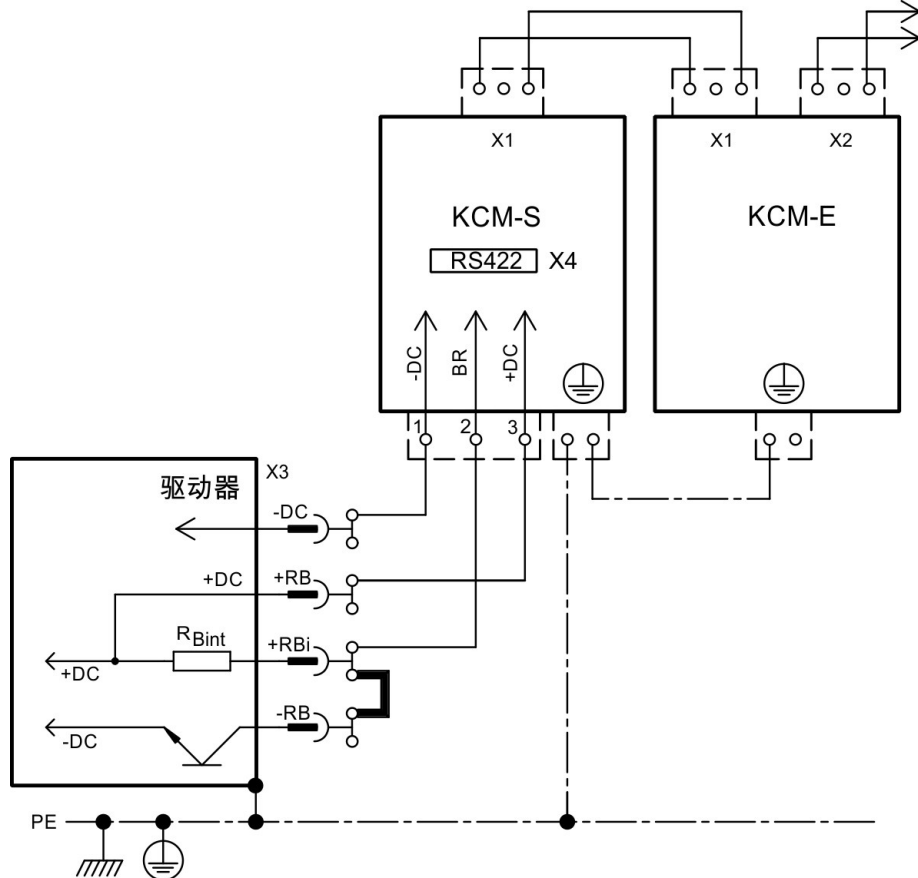 X1
X1
X2
KCM-S
KCM-E
RS422
X4
-DC
BR
+DC
1
2
3
X3
驱动器
-DC
+DC
+RB
RBint
+RBi
+DC
-RB
-DC
PE